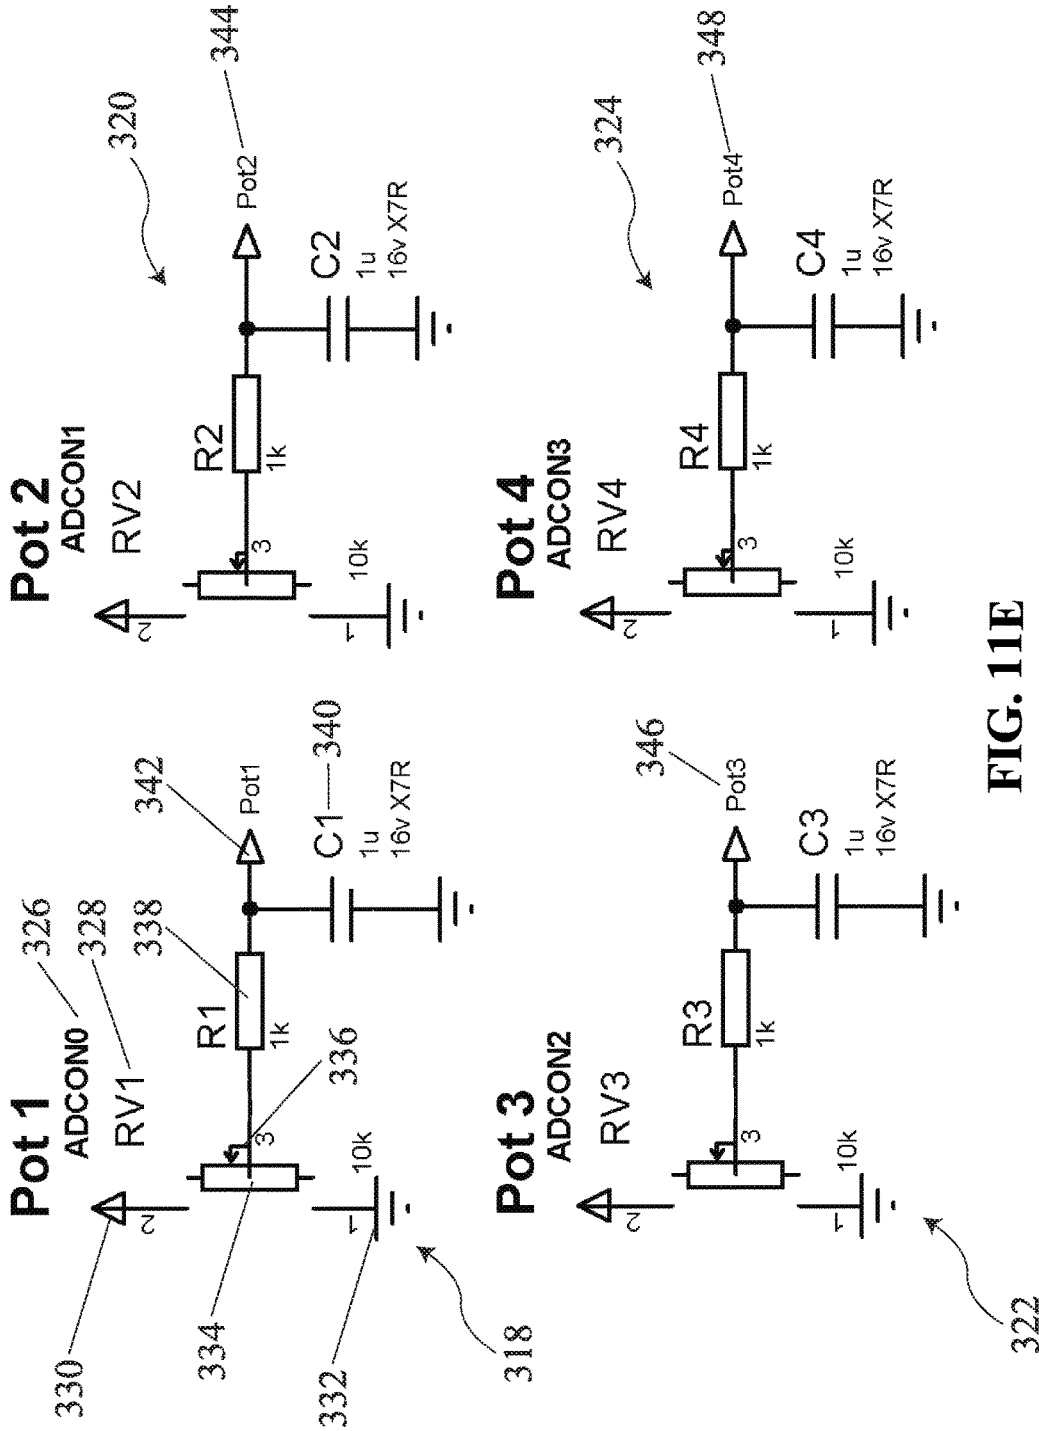 Pot 1
ADCON0
326
RV1
328
330
2
R1
338
1k
342
Pot1
334
3
336
10k
1
332
318
C1
340
1u
16v X7R
Pot 2
ADCON1
320
RV2
2
R2
1k
Pot2
344
3
10k
1
C2
1u
16v X7R
Pot 3
ADCON2
RV3
2
R3
1k
Pot3
346
3
10k
1
322
C3
1u
16v X7R
Pot 4
ADCON3
324
RV4
2
R4
1k
Pot4
348
3
10k
1
C4
1u
16v X7R
FIG. 11E